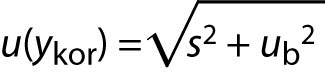 u(y_kor) = √(s² + u_b²)